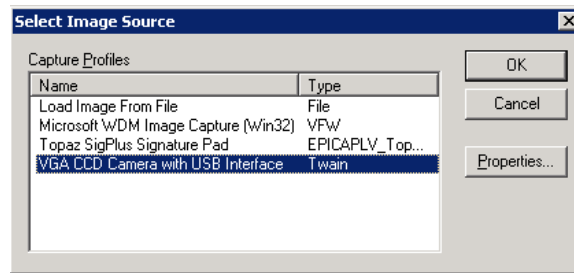 Select Image Source
Capture Profiles
OK
Name Type
Load Image From File File
Cancel
Microsoft WDM Image Capture (Win32) VFW
Topaz SigPlus Signature Pad EPICAPLV_Top...
VGA CCD Camera with USB Interface Twain
Properties...